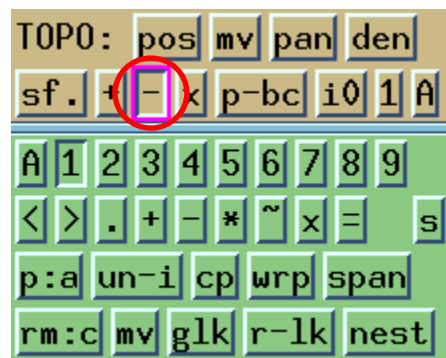 TOPO: pos mv pan den
sf. + - x p-bc i0 1 A
A 1 2 3 4 5 6 7 8 9
< > . + - * ~ x = s
p:a un-i cp wrp span
rm:c mv glk r-lk nest